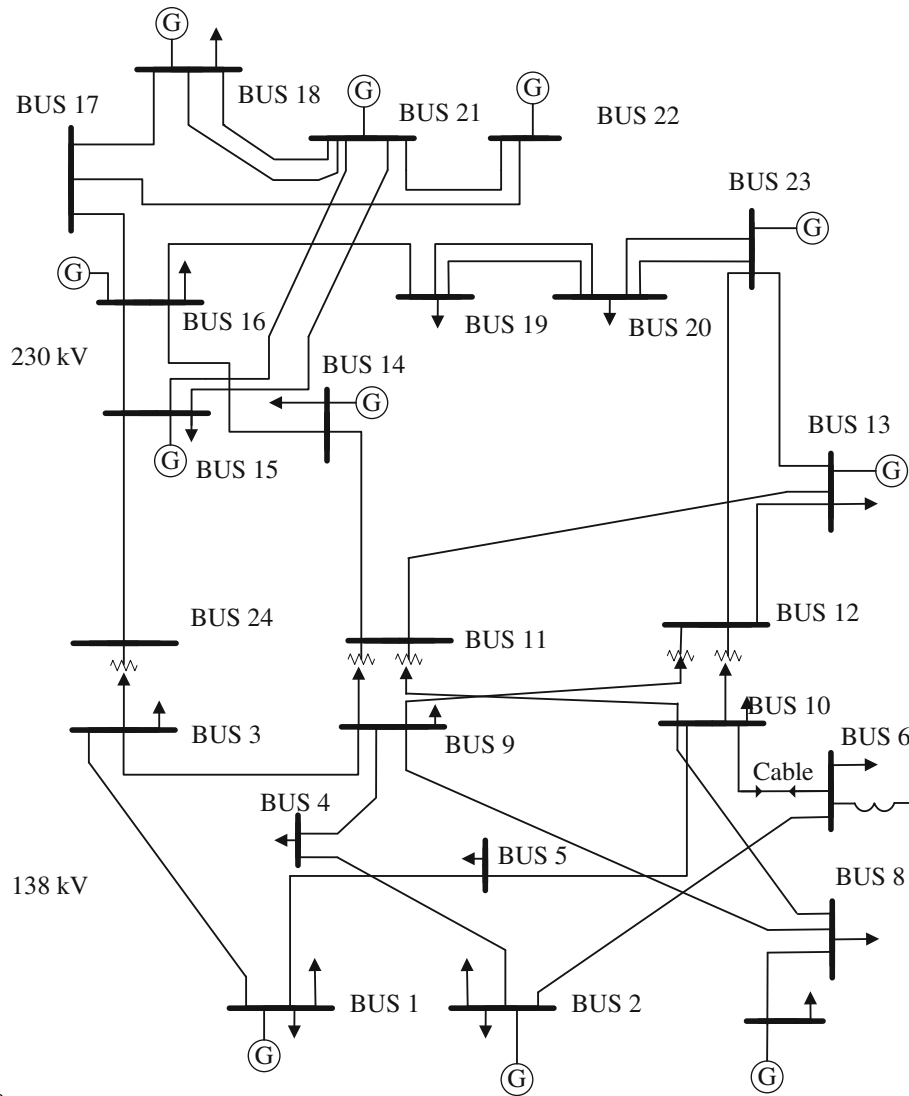 G
BUS 18
BUS 17
G
BUS 21
G
BUS 22
BUS 23
G
G
BUS 16
BUS 19
BUS 20
230 kV
BUS 14
G
G
BUS 15
BUS 13
G
BUS 24
BUS 11
BUS 12
BUS 3
BUS 9
BUS 10
BUS 6
Cable
BUS 4
BUS 5
138 kV
BUS 8
BUS 1
BUS 2
G
G
G